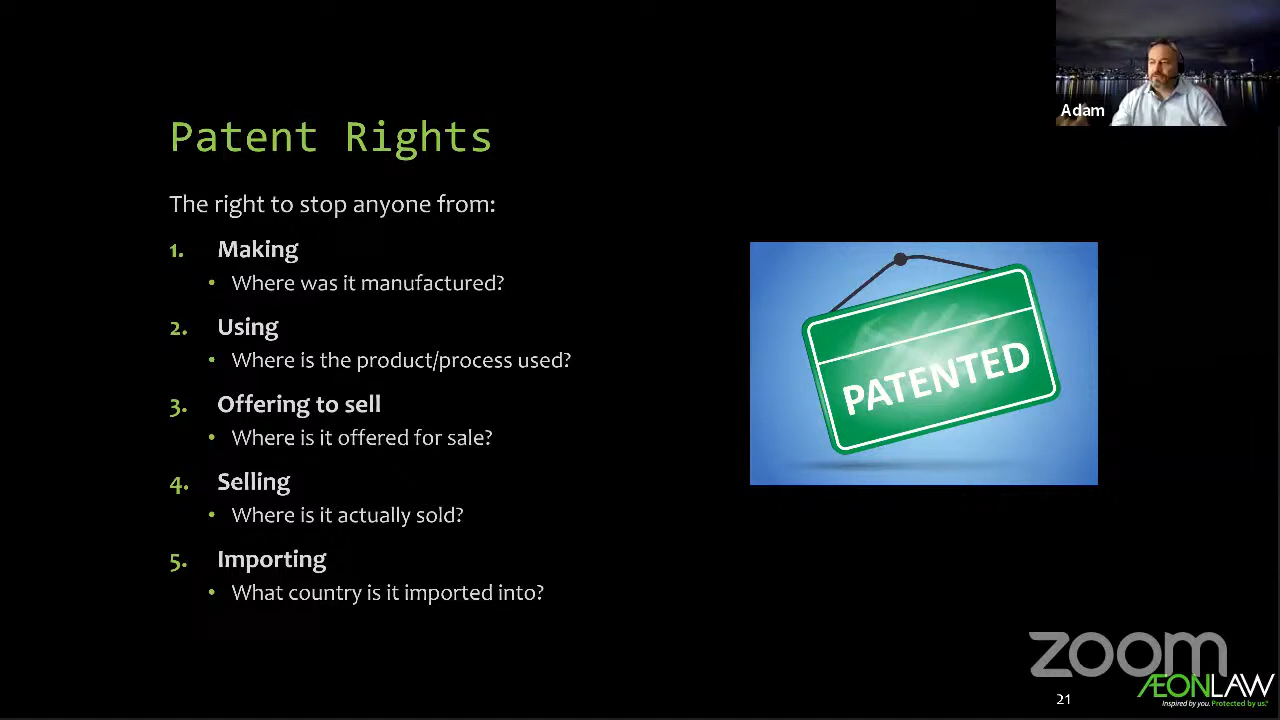 Adam
Patent Rights
The right to stop anyone from:
1. Making
• Where was it manufactured?
2. Using
• Where is the product/process used?
3. Offering to sell
• Where is it offered for sale?
4. Selling
• Where is it actually sold?
5. Importing
• What country is it imported into?
PATENTED
zoom
21
ÆONLAW
Inspired by you. Protected by us.